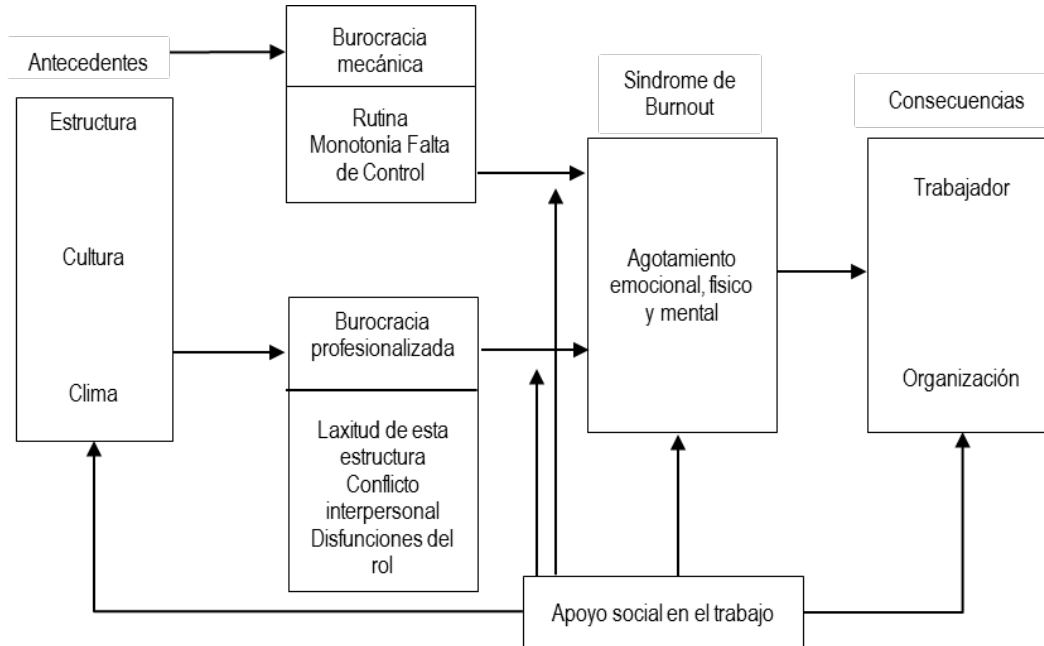 Antecedentes
Estructura
Cultura
Clima
Burocracia
mecánica
Rutina
Monotonía Falta
de Control
Burocracia
profesionalizada
Laxitud de esta
estructura
Conflicto
interpersonal
Disfunciones del
rol
Síndrome de
Burnout
Agotamiento
emocional, físico
y mental
Consecuencias
Trabajador
Organización
Apoyo social en el trabajo